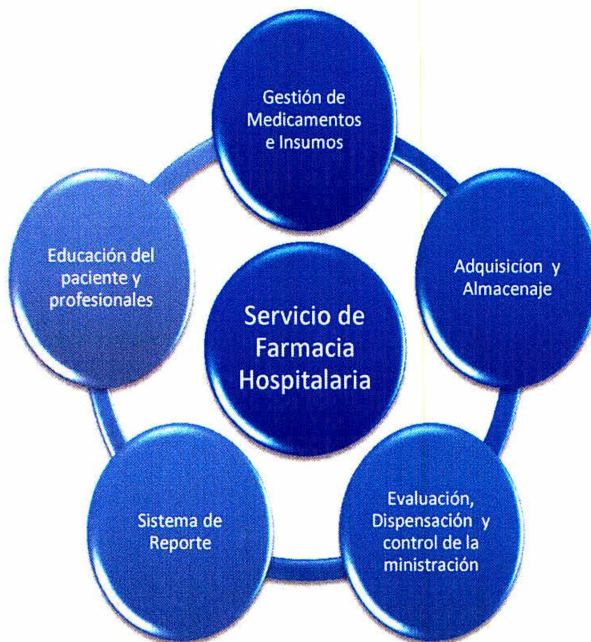 Gestión de
Medicamentos
e Insumos
Adquisicíon y
Almacenaje
Evaluación,
Dispensación y
control de la
ministración
Sistema de
Reporte
Educación del
paciente y
profesionales
Servicio de
Farmacia
Hospitalaria